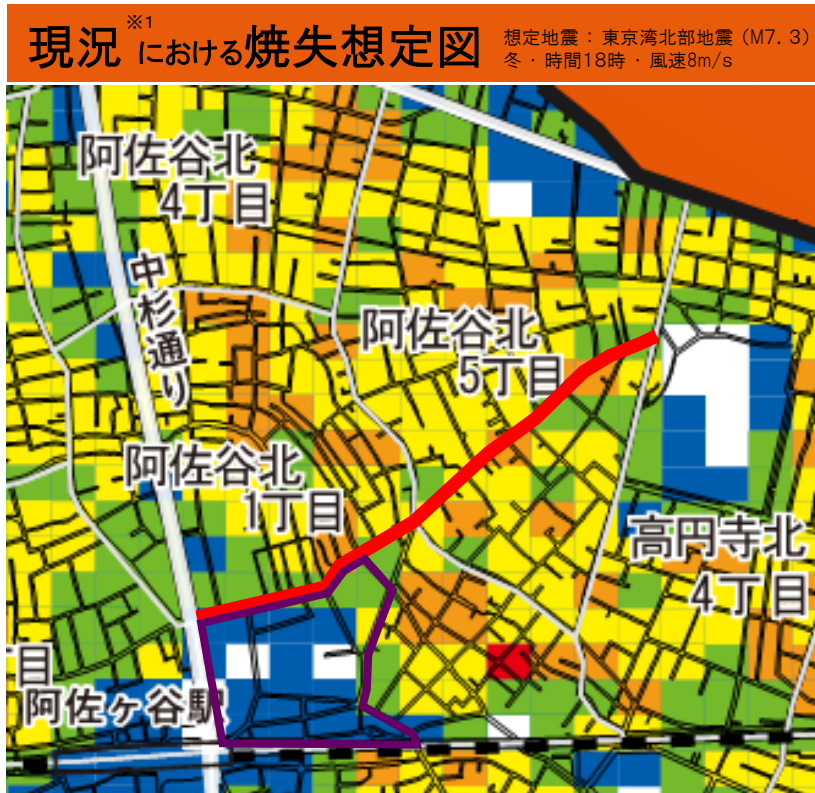 現況※1における焼失想定図
想定地震：東京湾北部地震（M7.3）
冬・時間18時・風速8m/s
阿佐谷北
4丁目
中杉通り
阿佐谷北
5丁目
阿佐谷北
1丁目
高円寺北
4丁目
目
阿佐ヶ谷駅